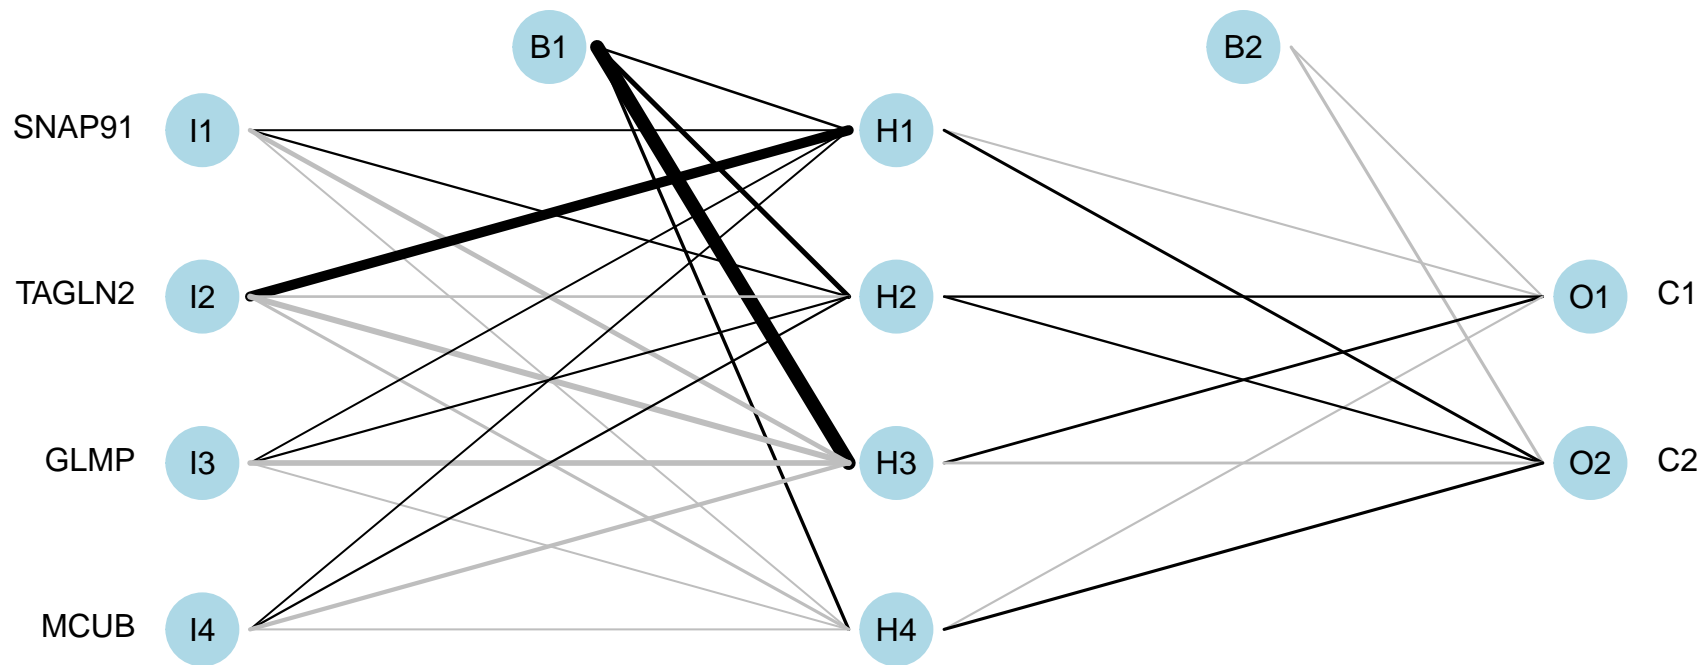 B1 B2
SNAP91 I1 H1
TAGLN2 I2 H2 O1 C1
GLMP I3 H3 O2 C2
MCUB I4 H4